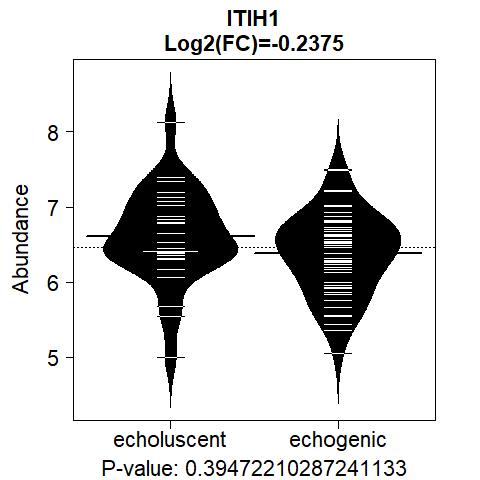 ITIH1
Log2(FC)=-0.2375
Abundance
8
7
6
5
echoluscent echogenic
P-value: 0.39472210287241133